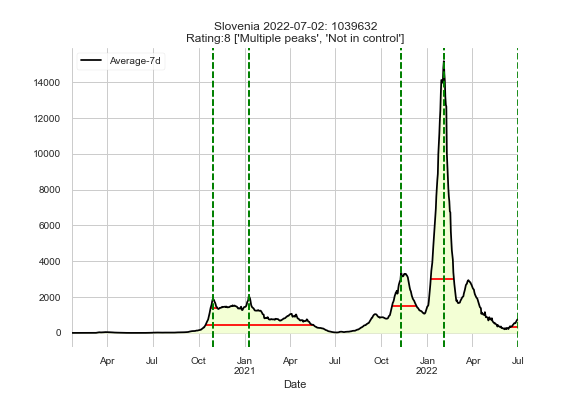 Slovenia 2022-07-02: 1039632
Rating:8 ['Multiple peaks', 'Not in control']
Average-7d
14000
12000
10000
8000
6000
4000
2000
0
Apr Jul Oct Jan Apr Jul Oct Jan Apr Jul
2021 2022
Date